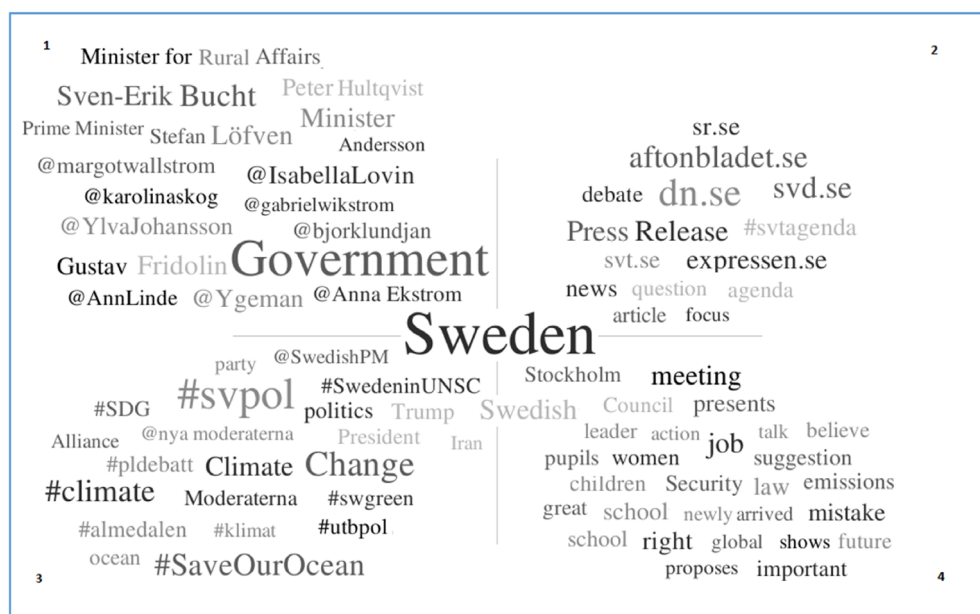 1
Minister for Rural Affairs
Sven-Erik Bucht Peter Hultqvist
Minister
Prime Minister Stefan Löfven
Andersson
@margotwallstrom @IsabellaLovin
@karolinaskog @gabrielwikstrom
@YlvaJohansson @bjorklundjan
Gustav Fridolin Government
@AnnLinde @Ygeman @Anna Ekstrom
2
sr.se
aftonbladet.se
debate dn.se svd.se
Press Release #svtagenda
svt.se expressen.se
news question agenda
article focus
Sweden
party @SwedishPM
#svpol #SwedeninUNSC
#SDG politics Trump Swedish
Alliance @nya moderaterna President Iran
#pldebatt Climate Change
#climate Moderaterna #swgreen
#almedalen #klimat #utbpol
ocean #SaveOurOcean
3
Stockholm meeting
Council presents
leader action job talk believe
pupils women suggestion
children Security law emissions
great school newly arrived mistake
school right global shows future
proposes important
4